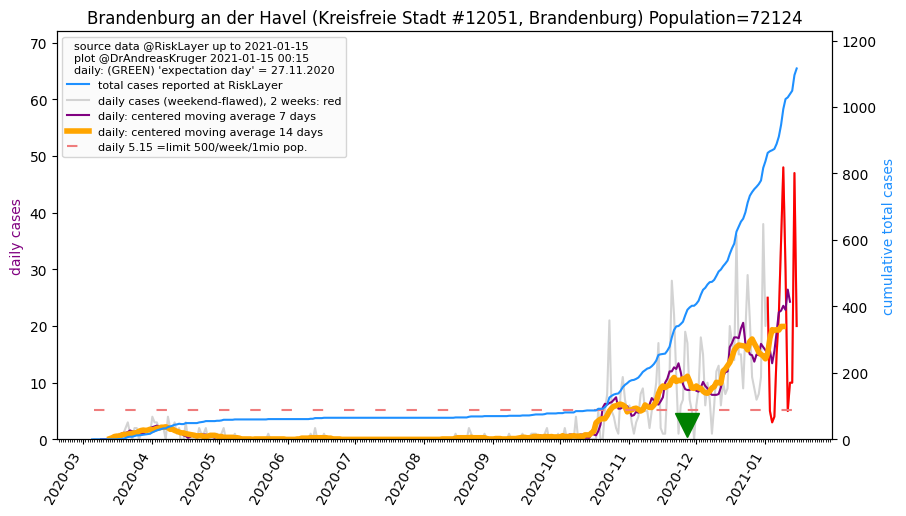 Brandenburg an der Havel (Kreisfreie Stadt #12051, Brandenburg) Population=72124
source data @RiskLayer up to 2021-01-15
plot @DrAndreasKruger 2021-01-15 00:15
daily: (GREEN) 'expectation day' = 27.11.2020
total cases reported at RiskLayer
daily cases (weekend-flawed), 2 weeks: red
daily: centered moving average 7 days
daily: centered moving average 14 days
daily 5.15 =limit 500/week/1mio pop.
daily cases
70
60
50
40
30
20
10
0
cumulative total cases
1200
1000
800
600
400
200
0
2020-03
2020-04
2020-05
2020-06
2020-07
2020-08
2020-09
2020-10
2020-11
2020-12
2021-01